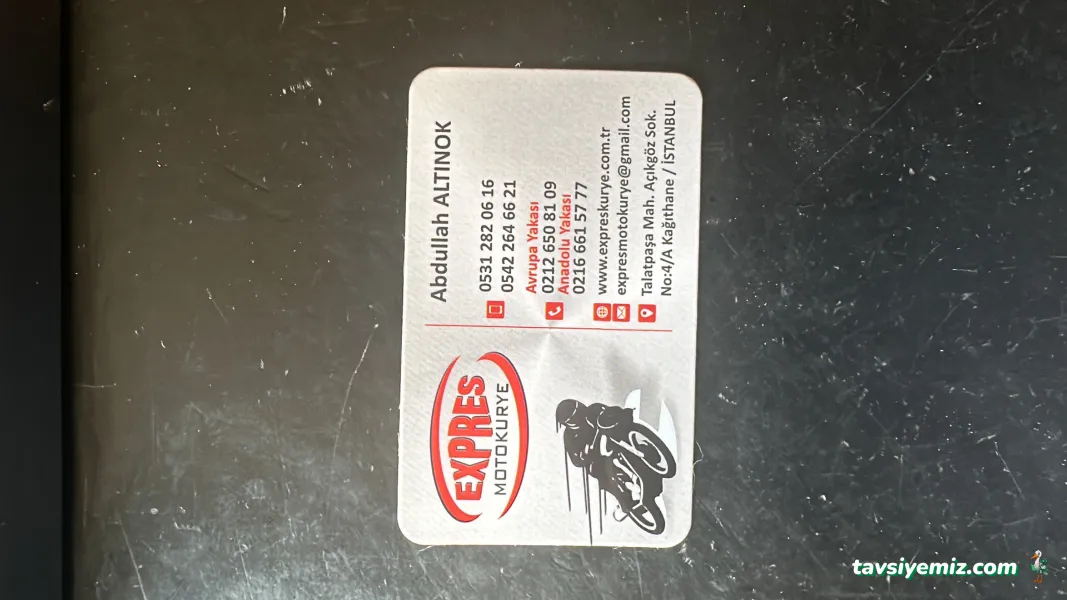 EXPRES
MOTOKURYE
Abdullah ALTINOK
0531 282 06 16
0542 264 66 21
Avrupa Yakası
0212 650 81 09
Anadolu Yakası
0216 661 57 77
www.expreskurye.com.tr
expresmotokurye@gmail.com
Talatpaşa Mah. Açıkgöz Sok.
No:4/A Kağıthane / İSTANBUL
tavsiyemiz.com